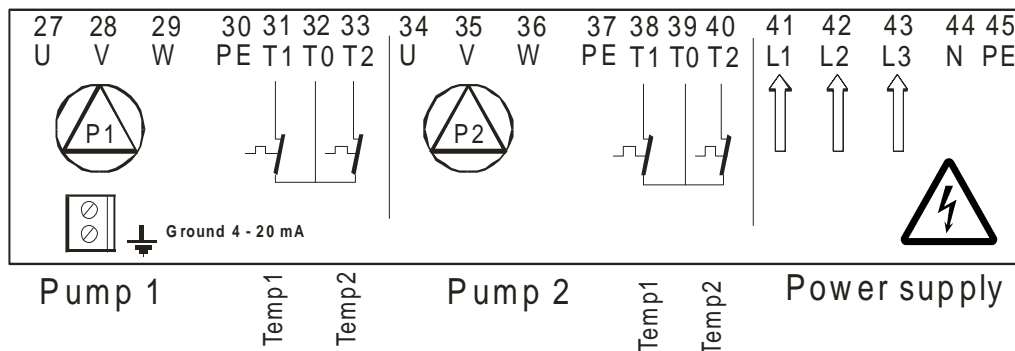 27 28 29 30 31 32 33 34 35 36 37 38 39 40 41 42 43 44 45
U V W PE T1 T0 T2 U V W PE T1 T0 T2 L1 L2 L3 N PE
P1 P2
Ground 4 - 20 mA
Pump 1 Temp1 Temp2 Pump 2 Temp1 Temp2 Power supply